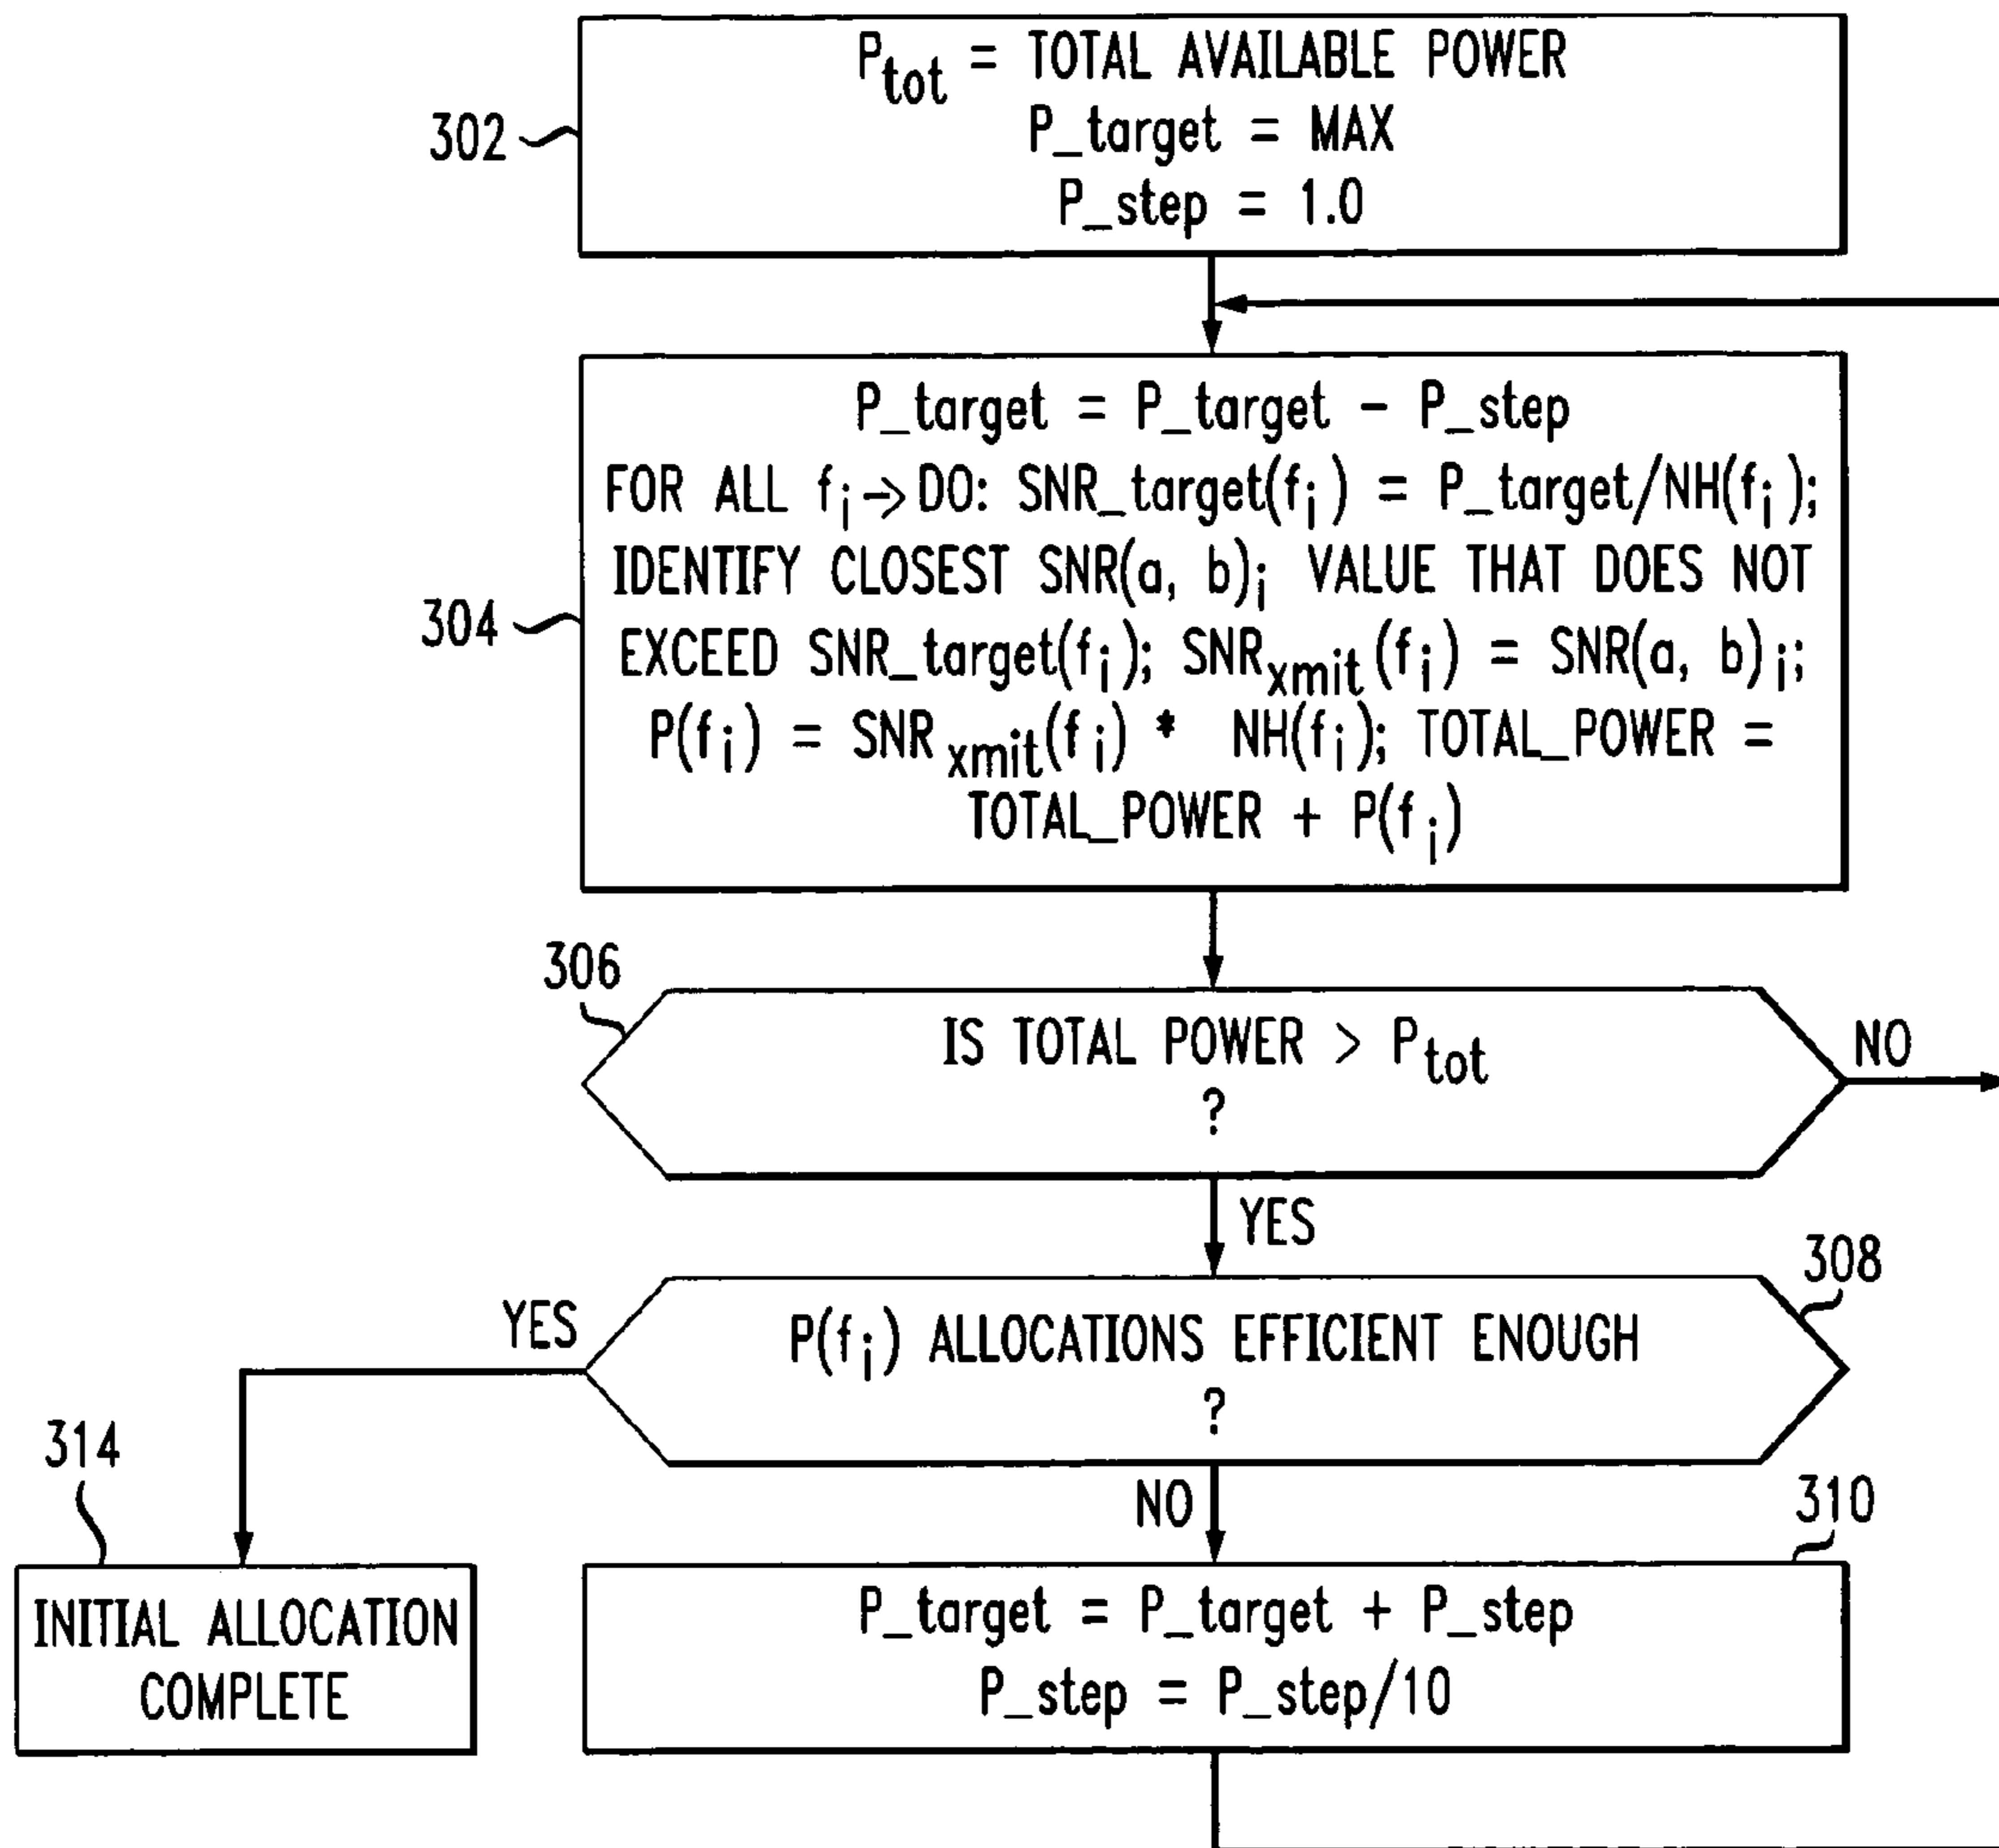 302
P_tot = TOTAL AVAILABLE POWER
P_target = MAX
P_step = 1.0
304
P_target = P_target - P_step
FOR ALL f_i -> DO: SNR_target(f_i) = P_target/NH(f_i);
IDENTIFY CLOSEST SNR(a, b)_i VALUE THAT DOES NOT
EXCEED SNR_target(f_i); SNR_xmit(f_i) = SNR(a, b)_i;
P(f_i) = SNR_xmit(f_i) * NH(f_i); TOTAL_POWER =
TOTAL_POWER + P(f_i)
306
IS TOTAL POWER > P_tot
?
NO
YES
308
YES
P(f_i) ALLOCATIONS EFFICIENT ENOUGH
?
NO
314
INITIAL ALLOCATION
COMPLETE
310
P_target = P_target + P_step
P_step = P_step/10